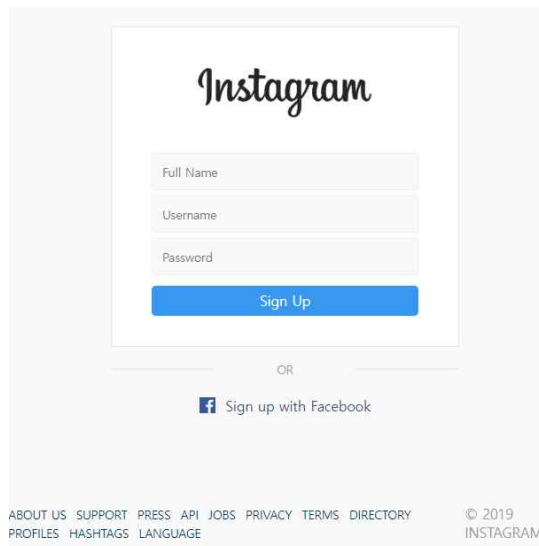 Instagram
Full Name
Username
Password
Sign Up
OR
Sign up with Facebook
ABOUT US SUPPORT PRESS API JOBS PRIVACY TERMS DIRECTORY
PROFILES HASHTAGS LANGUAGE
© 2019
INSTAGRAM